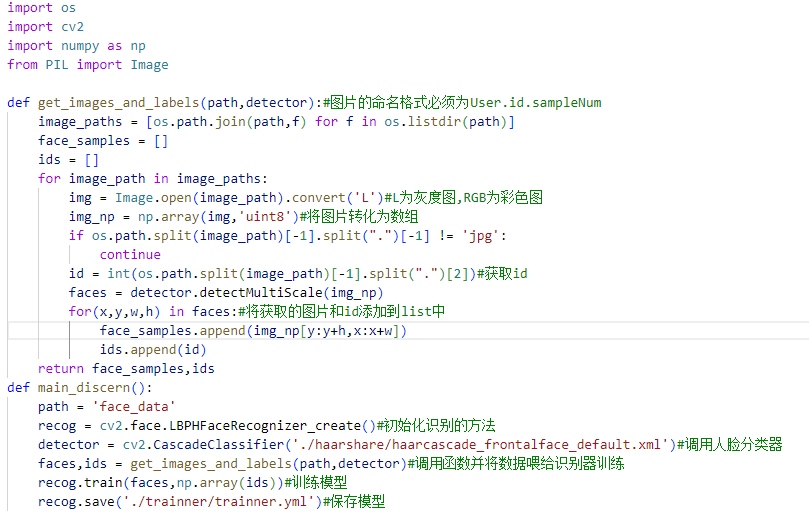 import os
import cv2
import numpy as np
from PIL import Image

def get_images_and_labels(path,detector):#图片的命名格式必须为User.id.sampleNum
    image_paths = [os.path.join(path,f) for f in os.listdir(path)]
    face_samples = []
    ids = []
    for image_path in image_paths:
        img = Image.open(image_path).convert('L')#L为灰度图,RGB为彩色图
        img_np = np.array(img,'uint8')#将图片转化为数组
        if os.path.split(image_path)[-1].split(".")[-1] != 'jpg':
            continue
        id = int(os.path.split(image_path)[-1].split(".")[2])#获取id
        faces = detector.detectMultiScale(img_np)
        for(x,y,w,h) in faces:#将获取的图片和id添加到list中
            face_samples.append(img_np[y:y+h,x:x+w])
            ids.append(id)
    return face_samples,ids
def main_discern():
    path = 'face_data'
    recog = cv2.face.LBPHFaceRecognizer_create()#初始化识别的方法
    detector = cv2.CascadeClassifier('./haarshare/haarcascade_frontalface_default.xml')#调用人脸分类器
    faces,ids = get_images_and_labels(path,detector)#调用函数并将数据喂给识别器训练
    recog.train(faces,np.array(ids))#训练模型
    recog.save('./trainner/trainner.yml')#保存模型